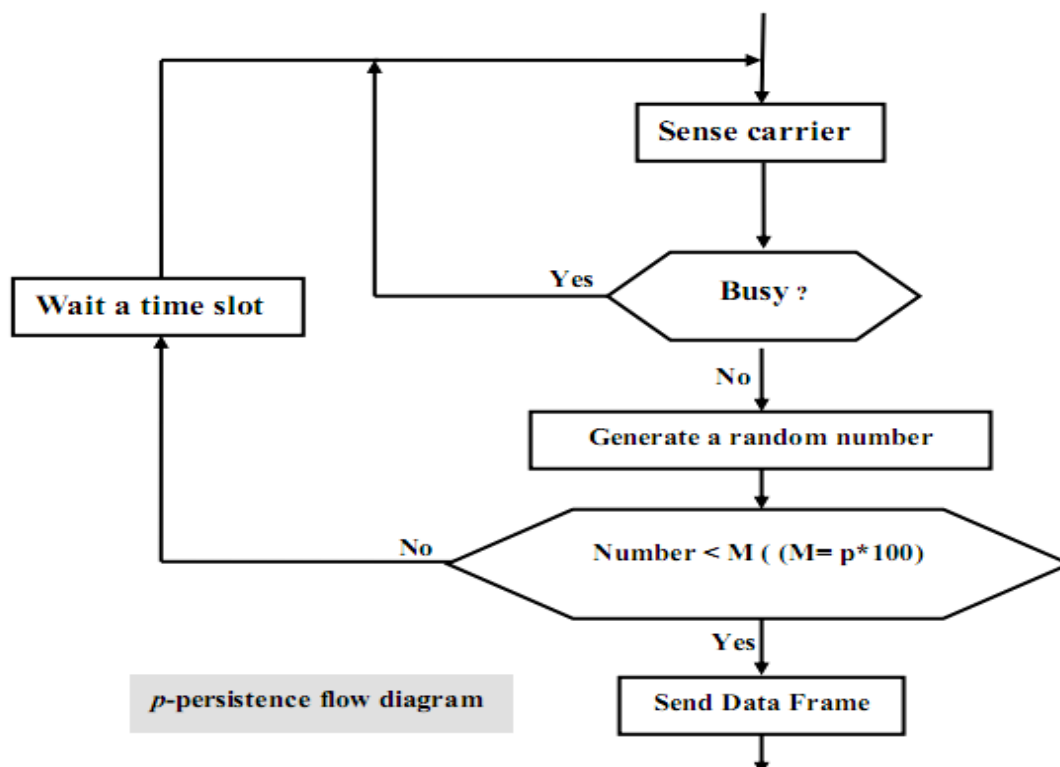 Sense carrier
Yes
Busy ?
Wait a time slot
No
Generate a random number
No
Number < M ( (M= p*100)
Yes
p-persistence flow diagram
Send Data Frame